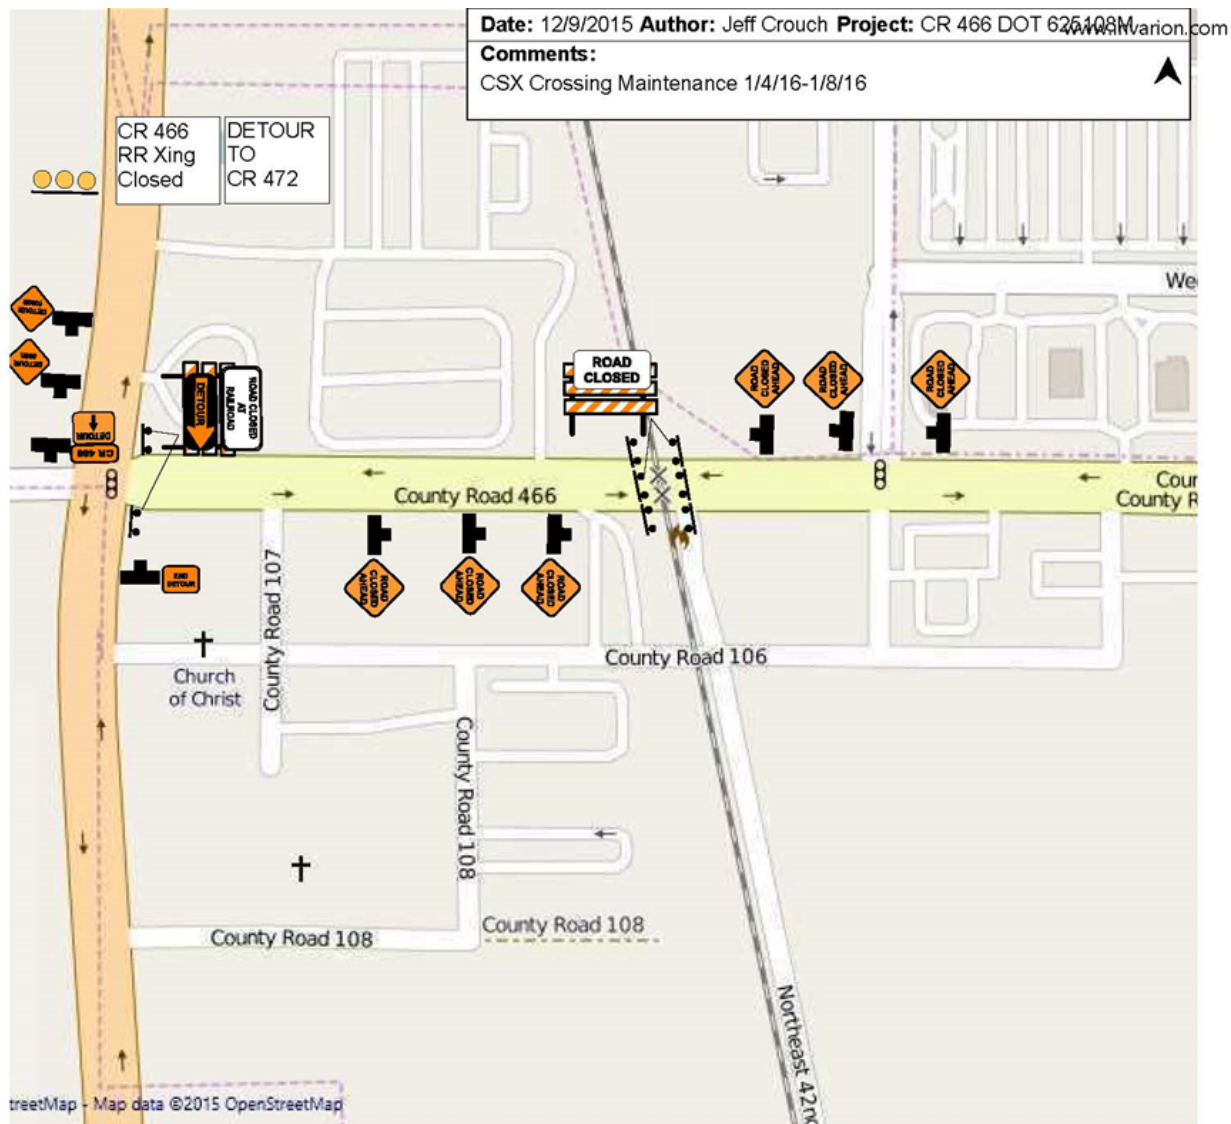 Date: 12/9/2015 Author: Jeff Crouch Project: CR 466 DOT 625108M
www.invarion.com
Comments:
CSX Crossing Maintenance 1/4/16-1/8/16
CR 466
RR Xing
Closed
DETOUR
TO
CR 472
DETOUR
AHEAD
DETOUR
DETOUR
CR 466
DETOUR
ROAD CLOSED
AT
RAILROAD
ROAD
CLOSED
ROAD
CLOSED
AHEAD
ROAD
CLOSED
AHEAD
ROAD
CLOSED
AHEAD
County Road 466
Cour
County R
ROAD
CLOSED
AHEAD
ROAD
CLOSED
AHEAD
ROAD
CLOSED
AHEAD
END
DETOUR
County Road 107
County Road 106
Church
of Christ
County Road 108
County Road 108
County Road 108
Northeast 42nd
treetMap - Map data ©2015 OpenStreetMap